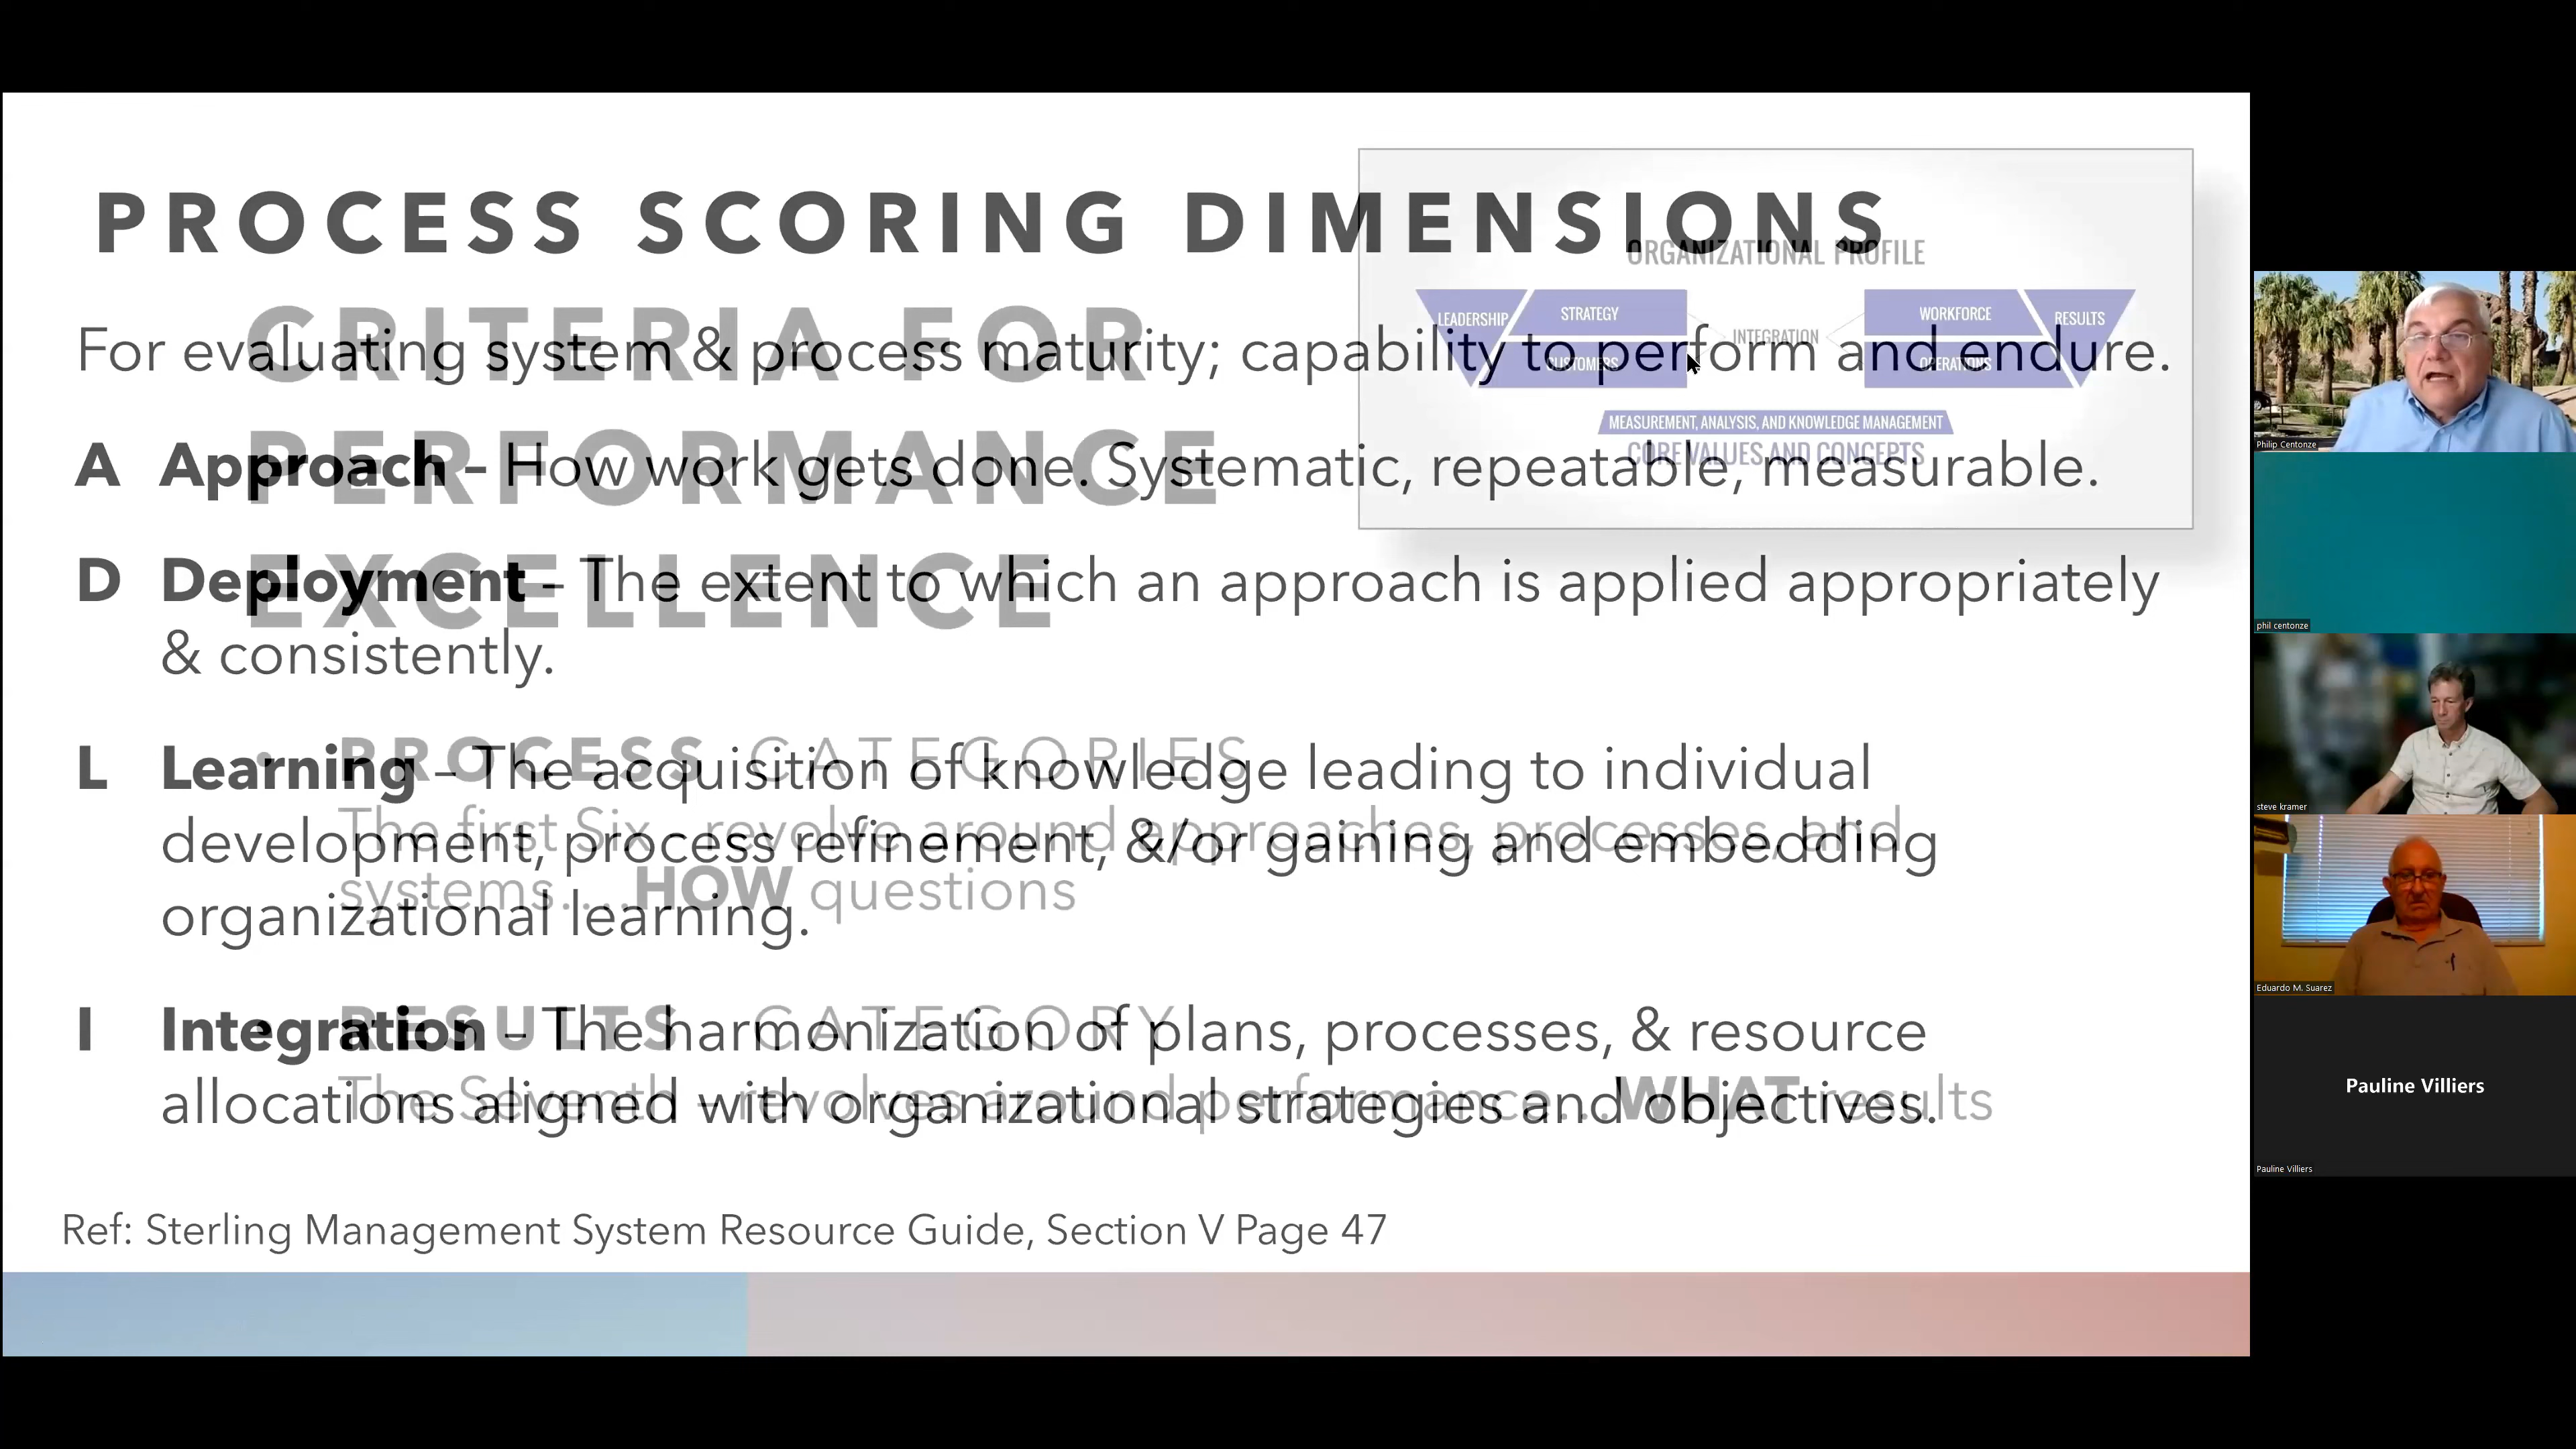 PROCESS SCORING DIMENSIONS
For evaluating system & process maturity; capability to perform and endure.
A Approach – How work gets done. Systematic, repeatable, measurable.
D Deployment – The extent to which an approach is applied appropriately
& consistently.
L Learning – The acquisition of knowledge leading to individual
development, process refinement, &/or gaining and embedding
organizational learning.
I Integration – The harmonization of plans, processes, & resource
allocations aligned with organizational strategies and objectives.
Ref: Sterling Management System Resource Guide, Section V Page 47
CRITERIA FOR
PERFORMANCE
EXCELLENCE
PROCESS CATEGORIES
The first Six - revolve around approaches, processes, and
systems.....HOW questions
RESULTS CATEGORY
The Seventh – revolves around performance...WHAT results
ORGANIZATIONAL PROFILE
LEADERSHIP
STRATEGY
CUSTOMERS
INTEGRATION
WORKFORCE
OPERATIONS
RESULTS
MEASUREMENT, ANALYSIS, AND KNOWLEDGE MANAGEMENT
CORE VALUES AND CONCEPTS
Philip Centonze
phil centonze
steve kramer
Eduardo M. Suarez
Pauline Villiers
Pauline Villiers